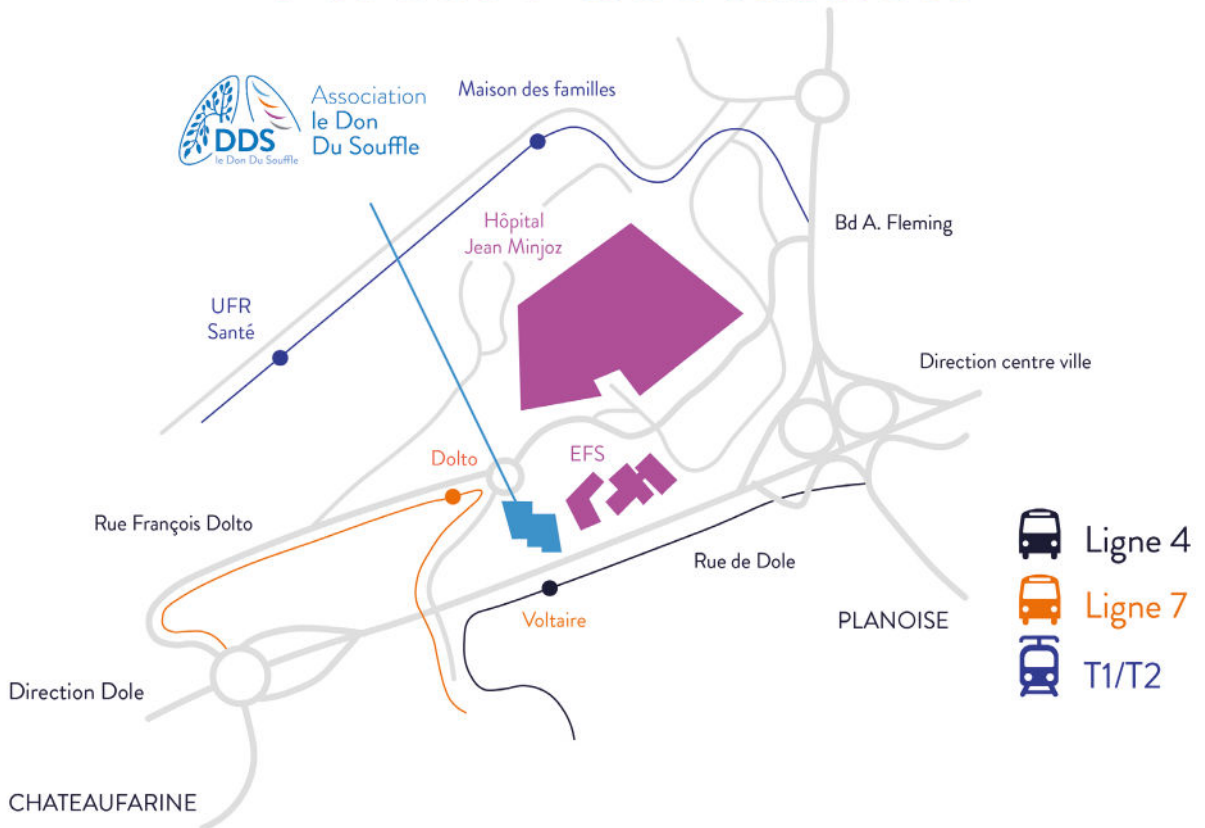 Association
le Don
Du Souffle
DDS
le Don Du Souffle
Maison des familles
Hôpital
Jean Minjoz
Bd A. Fleming
UFR
Santé
Direction centre ville
Dolto
EFS
Rue François Dolto
Rue de Dole
Voltaire
PLANOISE
Ligne 4
Ligne 7
T1/T2
Direction Dole
CHATEAUFARINE